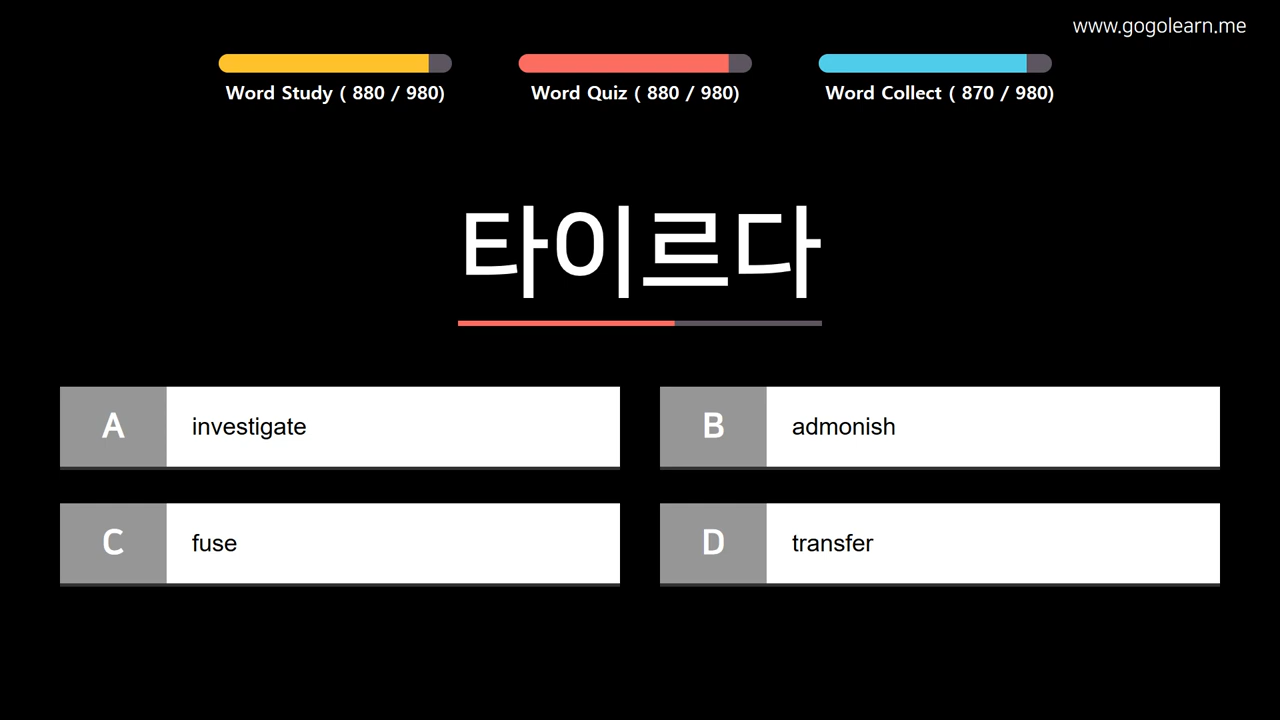 www.gogolearn.me
Word Study ( 880 / 980)
Word Quiz ( 880 / 980)
Word Collect ( 870 / 980)
타이르다
A investigate
B admonish
C fuse
D transfer